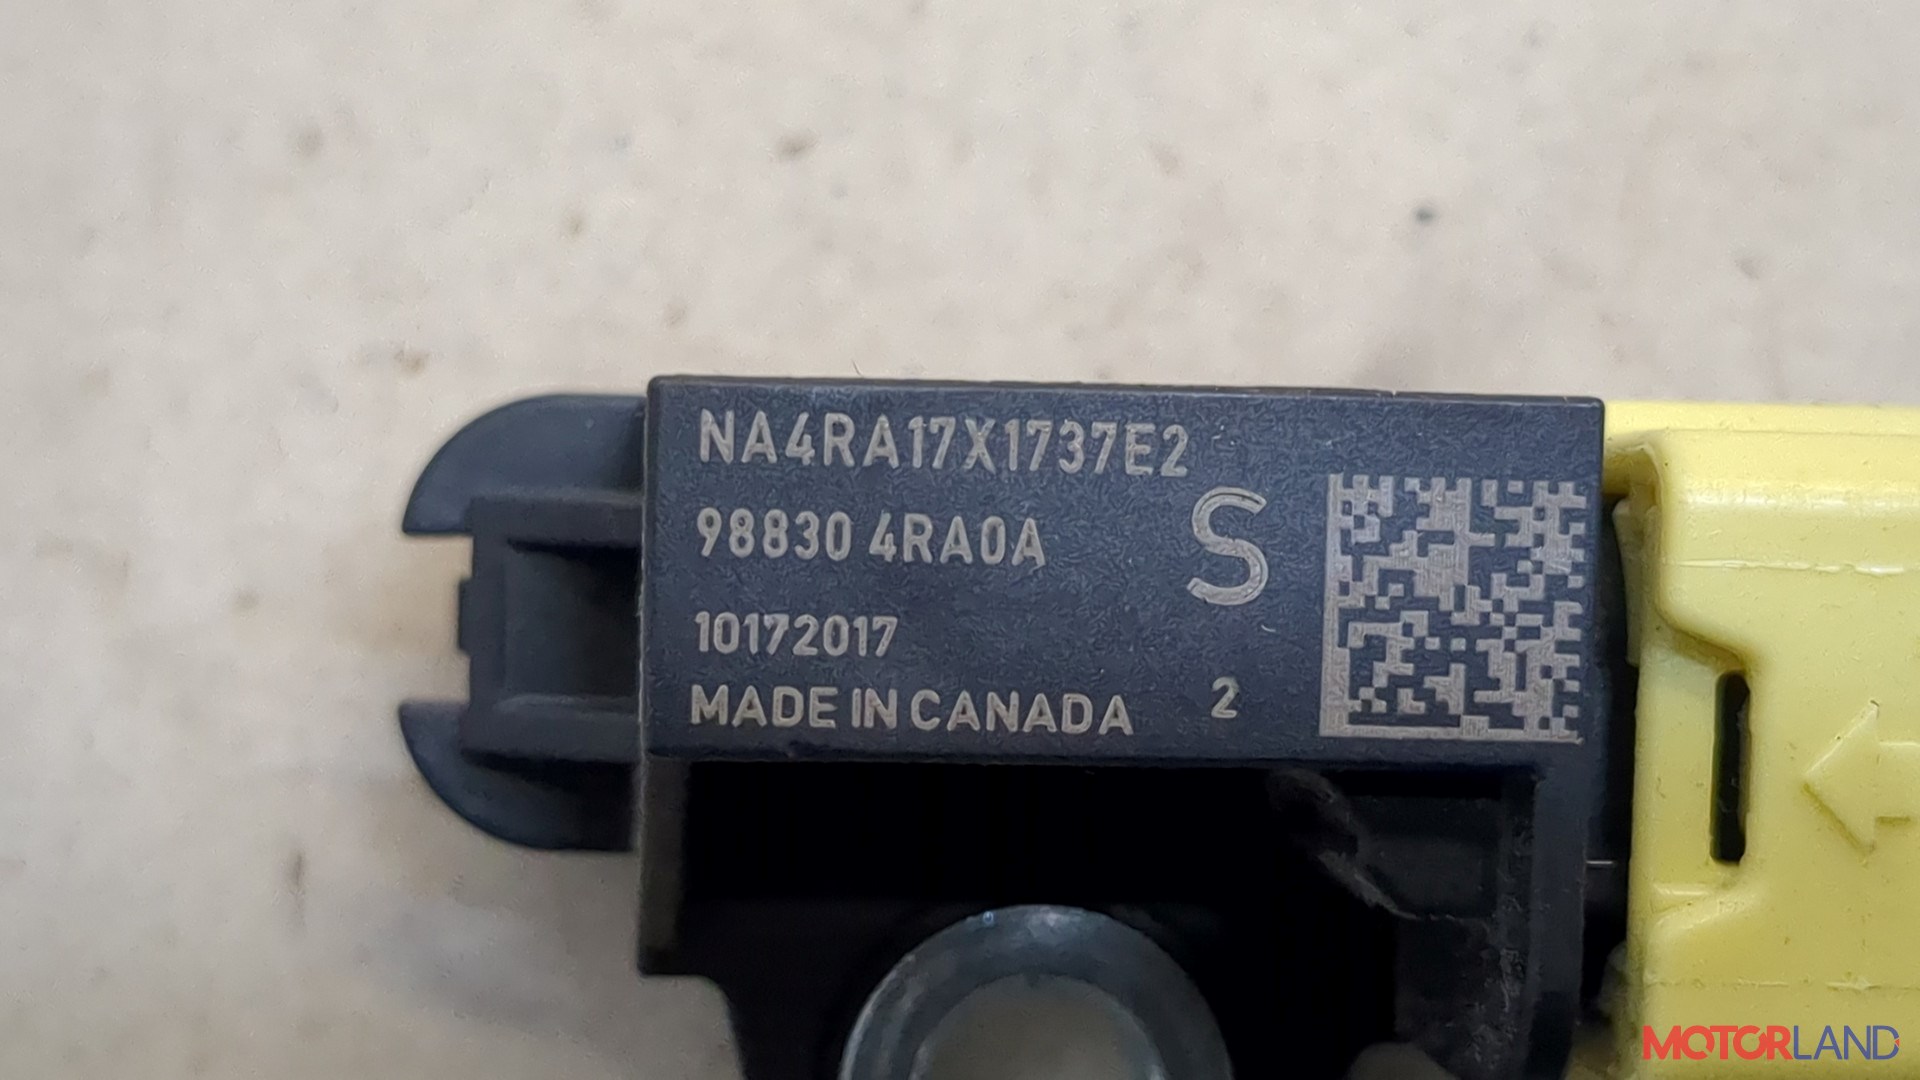 NA4RA17X1737E2
98830 4RA0A
S
10172017
MADE IN CANADA
2
MOTORLAND